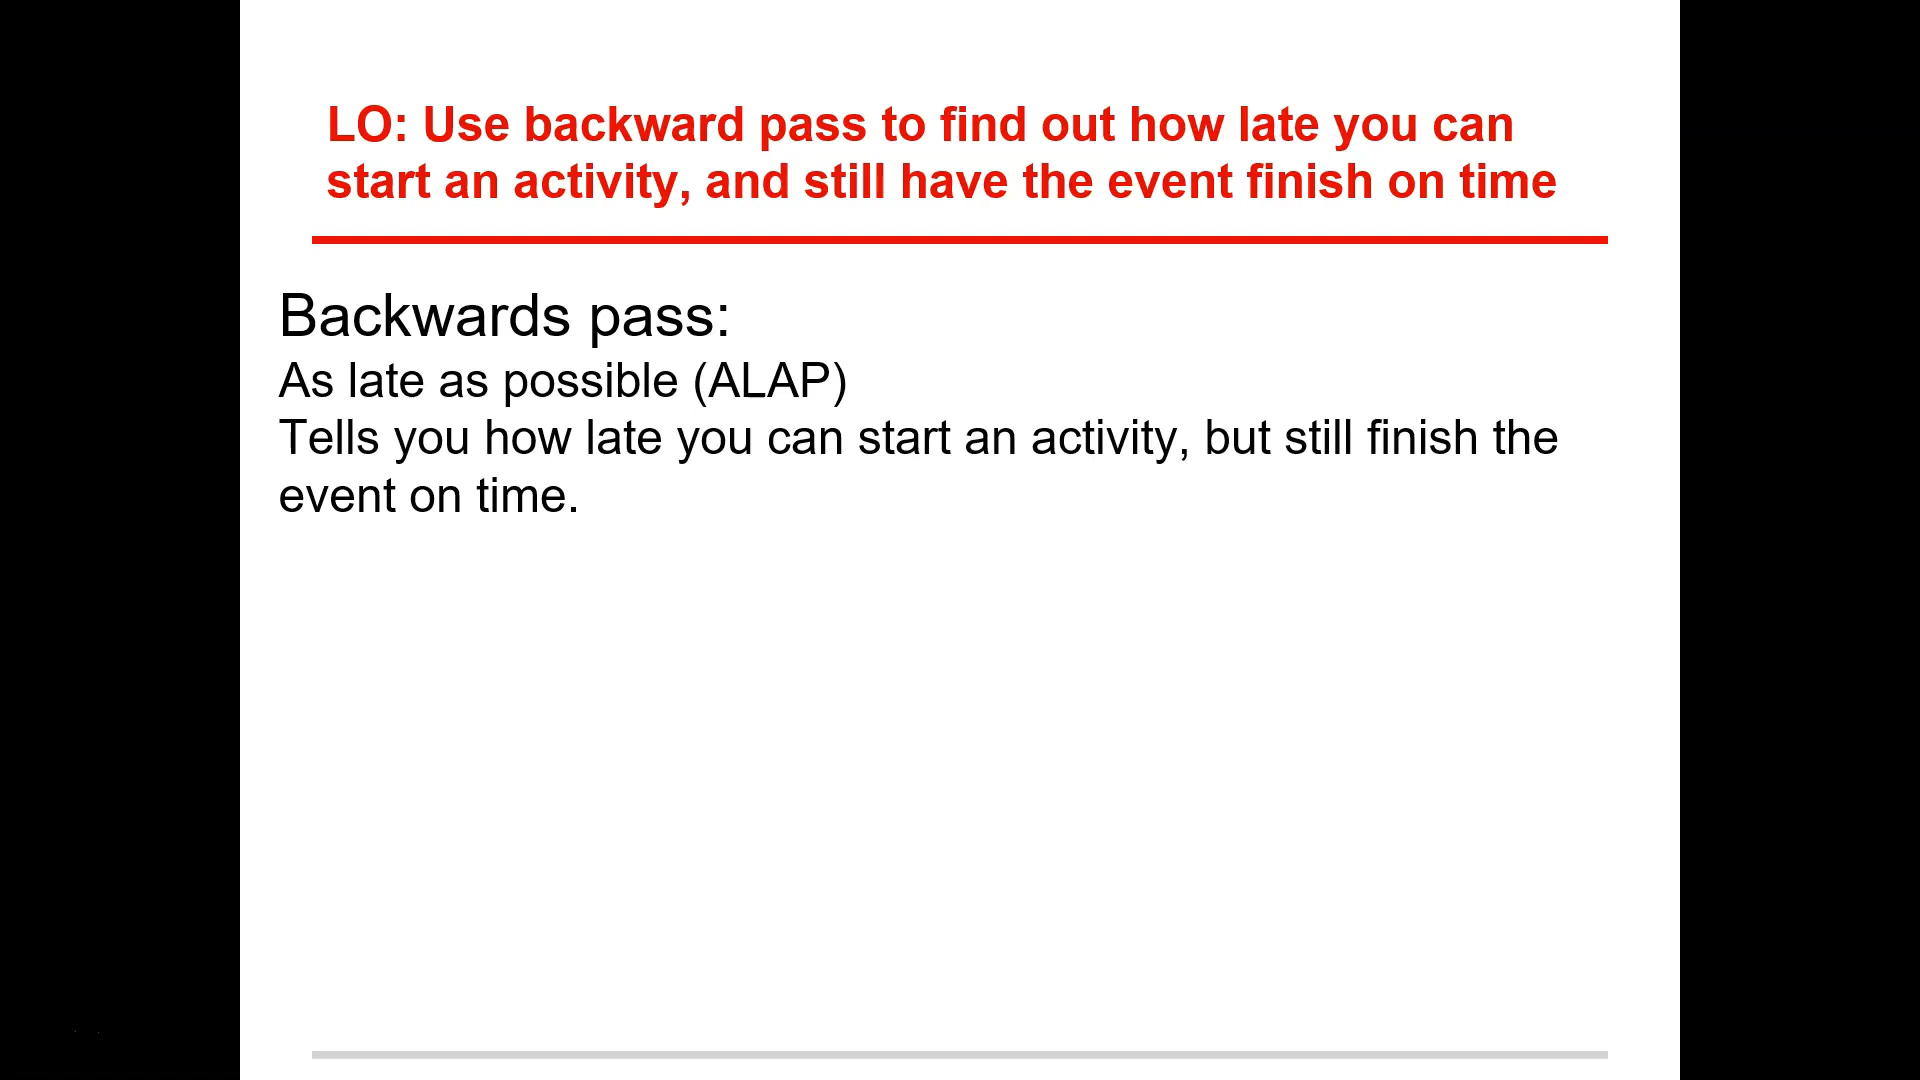 LO: Use backward pass to find out how late you can
start an activity, and still have the event finish on time
Backwards pass:
As late as possible (ALAP)
Tells you how late you can start an activity, but still finish the
event on time.